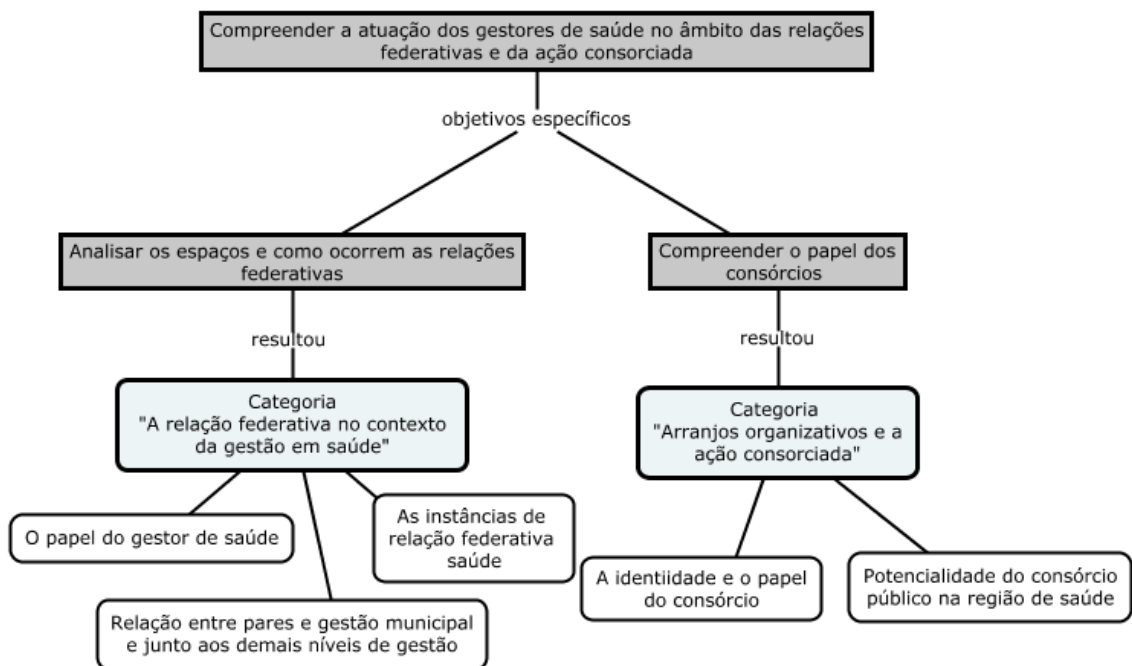 Compreender a atuação dos gestores de saúde no âmbito das relações
federativas e da ação consorciada
objetivos específicos
Analisar os espaços e como ocorrem as relações
federativas
Compreender o papel dos
consórcios
resultou
resultou
Categoria
"A relação federativa no contexto
da gestão em saúde"
Categoria
"Arranjos organizativos e a
ação consorciada"
O papel do gestor de saúde
As instâncias de
relação federativa
saúde
Relação entre pares e gestão municipal
e junto aos demais níveis de gestão
A identiidade e o papel
do consórcio
Potencialidade do consórcio
público na região de saúde